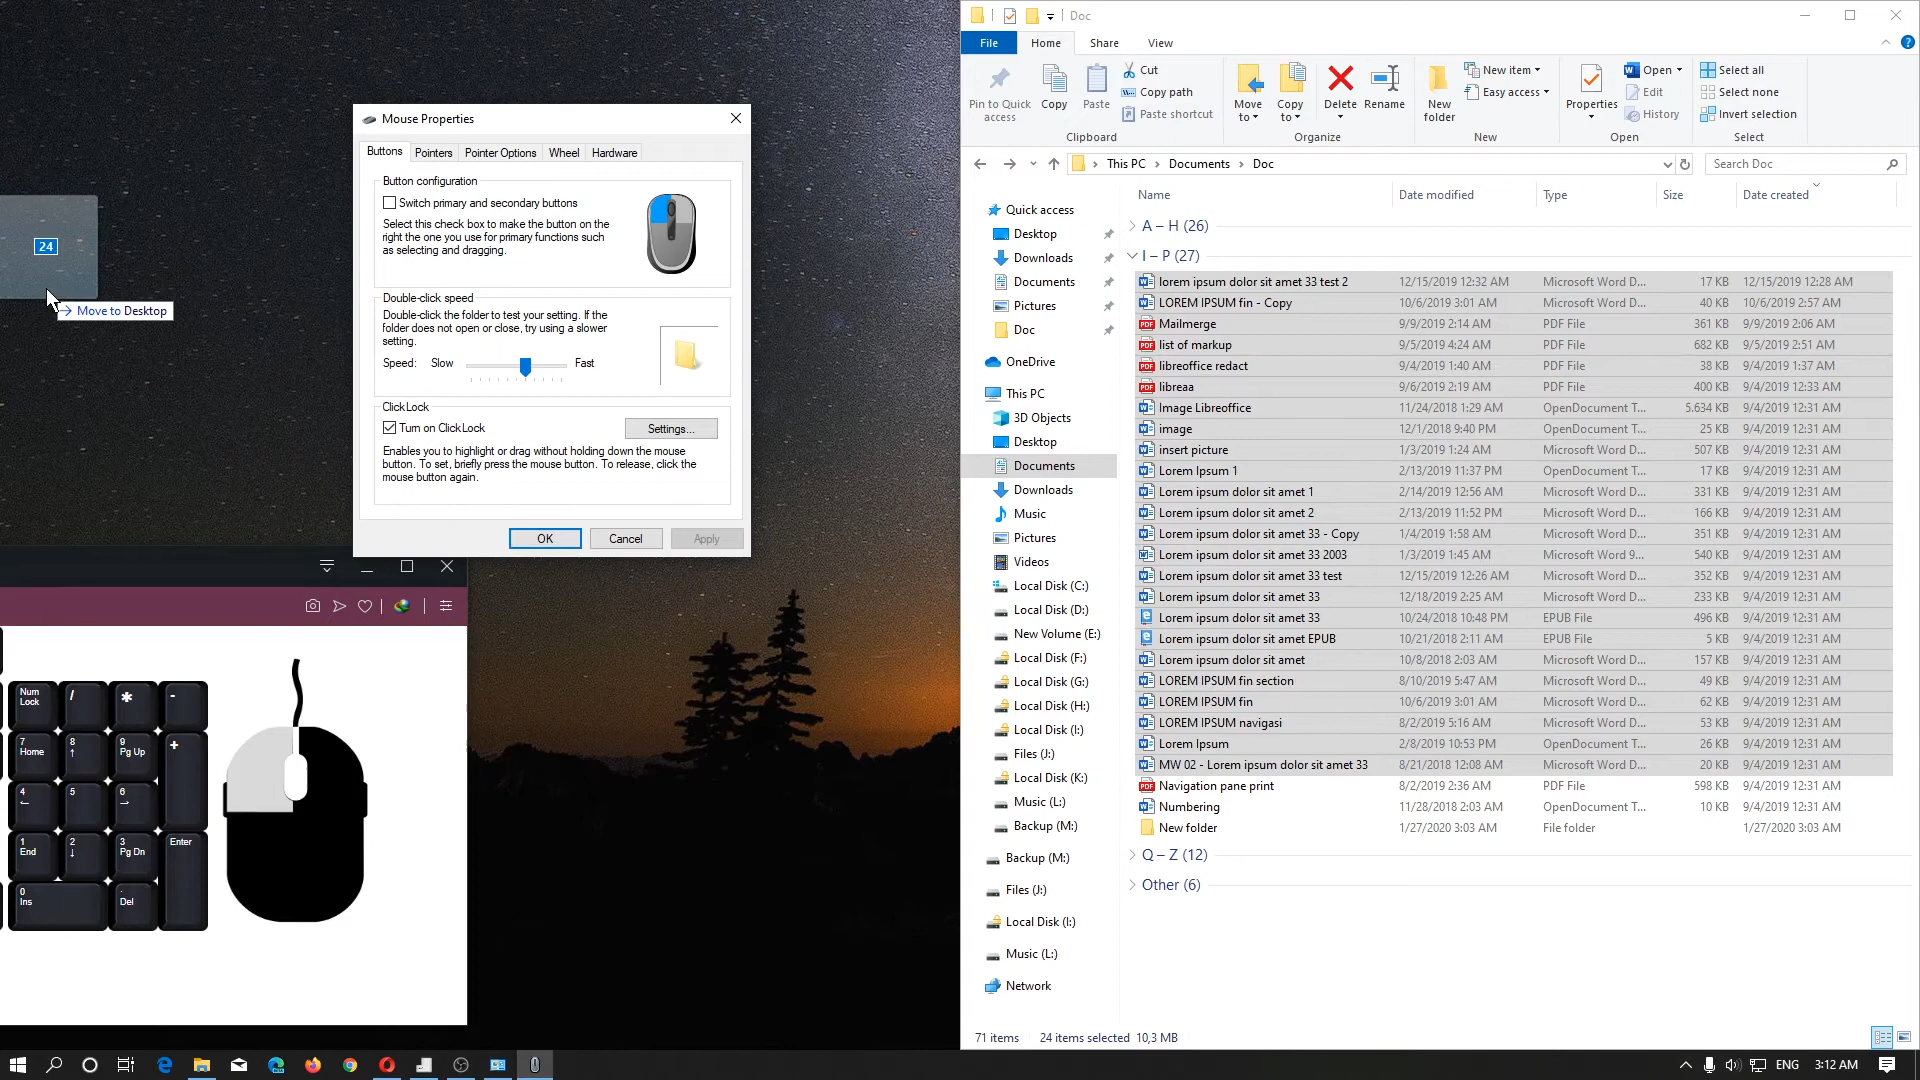 Doc
File
Home
Share
View
Pin to Quick
access
Copy
Paste
Cut
Copy path
Paste shortcut
Clipboard
Move
to
Copy
to
Delete
Rename
Organize
New
folder
New item
Easy access
New
Properties
Open
Edit
History
Open
Select all
Select none
Invert selection
Select
This PC
Documents
Doc
Search Doc
Name
Date modified
Type
Size
Date created
Quick access
Desktop
Downloads
Documents
Pictures
Doc
OneDrive
This PC
3D Objects
Desktop
Documents
Downloads
Music
Pictures
Videos
Local Disk (C:)
Local Disk (D:)
New Volume (E:)
Local Disk (F:)
Local Disk (G:)
Local Disk (H:)
Local Disk (I:)
Files (J:)
Local Disk (K:)
Music (L:)
Backup (M:)
Backup (M:)
Files (J:)
Local Disk (I:)
Music (L:)
Network
A – H (26)
I – P (27)
lorem ipsum dolor sit amet 33 test 2 12/15/2019 12:32 AM Microsoft Word D... 17 KB 12/15/2019 12:28 AM
LOREM IPSUM fin - Copy 10/6/2019 3:01 AM Microsoft Word D... 40 KB 10/6/2019 2:57 AM
Mailmerge 9/9/2019 2:14 AM PDF File 361 KB 9/9/2019 2:06 AM
list of markup 9/5/2019 4:24 AM PDF File 682 KB 9/5/2019 2:51 AM
libreoffice redact 9/4/2019 1:40 AM PDF File 38 KB 9/4/2019 1:37 AM
libreaa 9/6/2019 2:19 AM PDF File 400 KB 9/4/2019 12:33 AM
Image Libreoffice 11/24/2018 1:29 AM OpenDocument T... 5.634 KB 9/4/2019 12:31 AM
image 12/1/2018 9:40 PM OpenDocument T... 25 KB 9/4/2019 12:31 AM
insert picture 1/3/2019 1:24 AM Microsoft Word D... 507 KB 9/4/2019 12:31 AM
Lorem Ipsum 1 2/13/2019 11:37 PM OpenDocument T... 17 KB 9/4/2019 12:31 AM
Lorem ipsum dolor sit amet 1 2/14/2019 12:56 AM Microsoft Word D... 331 KB 9/4/2019 12:31 AM
Lorem ipsum dolor sit amet 2 2/13/2019 11:52 PM Microsoft Word D... 166 KB 9/4/2019 12:31 AM
Lorem ipsum dolor sit amet 33 - Copy 1/4/2019 1:58 AM Microsoft Word D... 351 KB 9/4/2019 12:31 AM
Lorem ipsum dolor sit amet 33 2003 1/3/2019 1:45 AM Microsoft Word 9... 540 KB 9/4/2019 12:31 AM
Lorem ipsum dolor sit amet 33 test 12/15/2019 12:26 AM Microsoft Word D... 352 KB 9/4/2019 12:31 AM
Lorem ipsum dolor sit amet 33 12/18/2019 2:25 AM Microsoft Word D... 233 KB 9/4/2019 12:31 AM
Lorem ipsum dolor sit amet 33 10/24/2018 10:48 PM EPUB File 496 KB 9/4/2019 12:31 AM
Lorem ipsum dolor sit amet EPUB 10/21/2018 2:11 AM EPUB File 5 KB 9/4/2019 12:31 AM
Lorem ipsum dolor sit amet 10/8/2018 2:03 AM Microsoft Word D... 157 KB 9/4/2019 12:31 AM
LOREM IPSUM fin section 8/10/2019 5:47 AM Microsoft Word D... 49 KB 9/4/2019 12:31 AM
LOREM IPSUM fin 10/6/2019 3:01 AM Microsoft Word D... 62 KB 9/4/2019 12:31 AM
LOREM IPSUM navigasi 8/2/2019 5:16 AM Microsoft Word D... 53 KB 9/4/2019 12:31 AM
Lorem Ipsum 2/8/2019 10:53 PM OpenDocument T... 26 KB 9/4/2019 12:31 AM
MW 02 - Lorem ipsum dolor sit amet 33 8/21/2018 12:08 AM Microsoft Word D... 20 KB 9/4/2019 12:31 AM
Navigation pane print 8/2/2019 2:36 AM PDF File 598 KB 9/4/2019 12:31 AM
Numbering 11/28/2018 2:03 AM OpenDocument T... 10 KB 9/4/2019 12:31 AM
New folder 1/27/2020 3:03 AM File folder 1/27/2020 3:03 AM
Q – Z (12)
Other (6)
71 items 24 items selected 10,3 MB
Mouse Properties
Buttons
Pointers
Pointer Options
Wheel
Hardware
Button configuration
Switch primary and secondary buttons
Select this check box to make the button on the
right the one you use for primary functions such
as selecting and dragging.
Double-click speed
Double-click the folder to test your setting. If the
folder does not open or close, try using a slower
setting.
Speed: Slow Fast
ClickLock
Turn on ClickLock
Settings...
Enables you to highlight or drag without holding down the mouse
button. To set, briefly press the mouse button. To release, click the
mouse button again.
OK
Cancel
Apply
24
Move to Desktop
Num
Lock
/
*
-
7
Home
8
↑
9
Pg Up
+
4
←
5
6
→
1
End
2
↓
3
Pg Dn
Enter
0
Ins
.
Del
ENG
3:12 AM